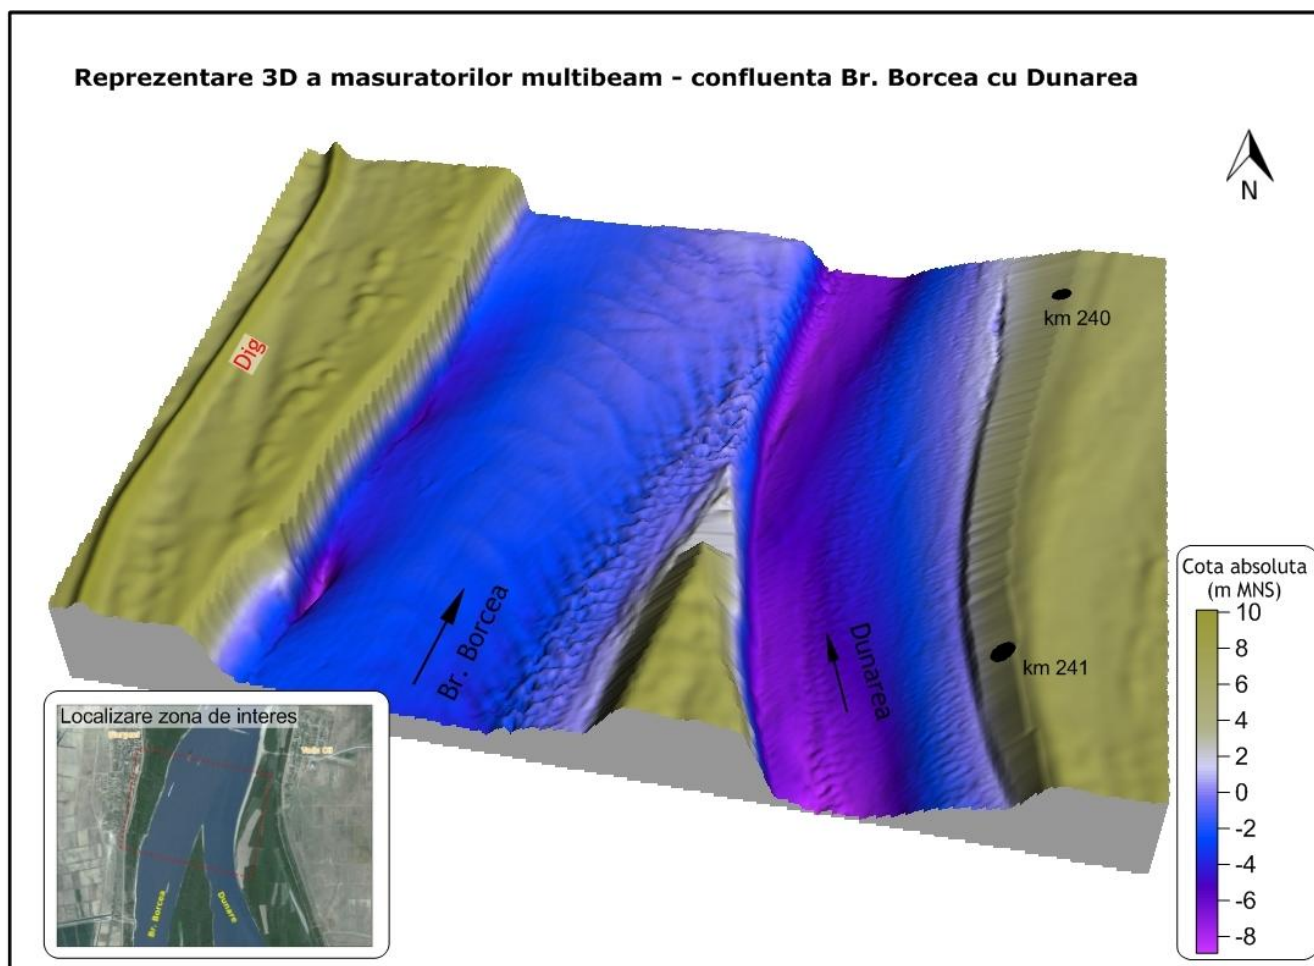 Reprezentare 3D a masuratorilor multibeam - confluenta Br. Borcea cu Dunarea
N
km 240
Dig
Br. Borcea
Dunarea
km 241
Cota absoluta
(m MNS)
10
8
6
4
2
0
-2
-4
-6
-8
Localizare zona de interes
Br. Borcea
Dunare